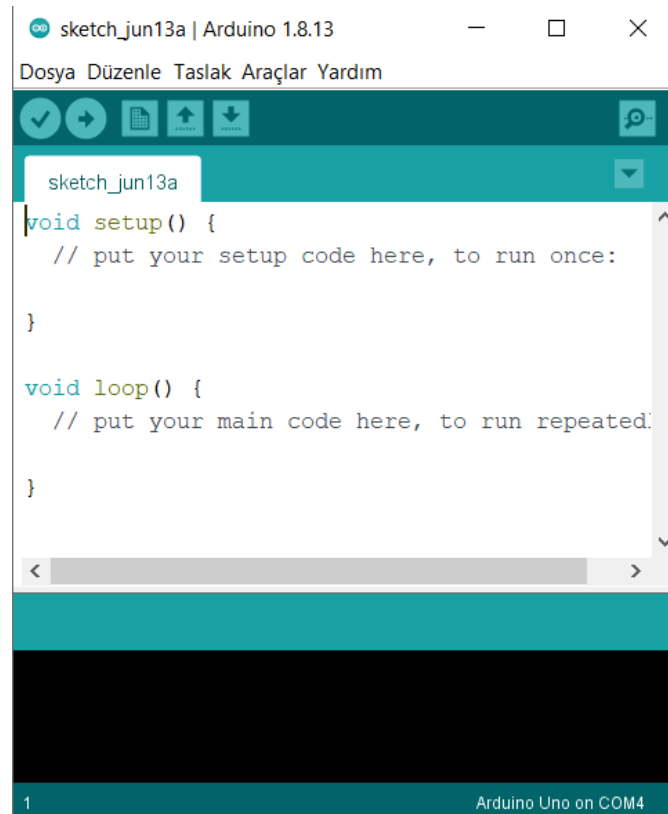 sketch_jun13a | Arduino 1.8.13
Dosya Düzenle Taslak Araçlar Yardım
sketch_jun13a
void setup() {
  // put your setup code here, to run once:
}
void loop() {
  // put your main code here, to run
}
1 Arduino Uno on COM4